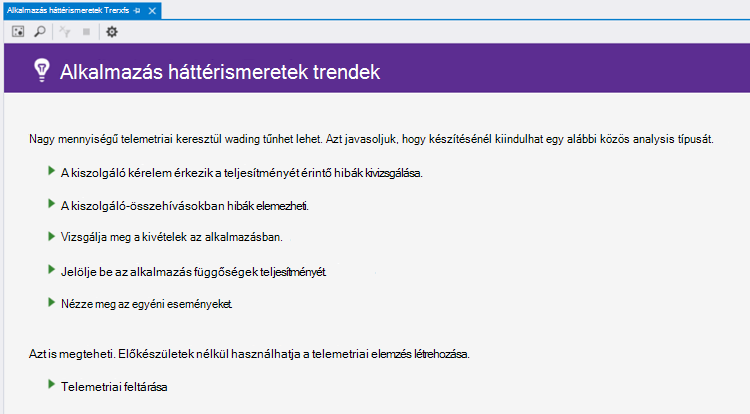 Alkalmazás háttérismeretek Trerxfs
Alkalmazás háttérismeretek trendek
Nagy mennyiségű telemetriai keresztül wading tűnhet lehet. Azt javasoljuk, hogy készítésénél kiindulhat egy alábbi közös analysis típusát.
A kiszolgáló kérelem érkezik a teljesítményét érintő hibák kivizsgálása.
A kiszolgáló-összehívásokban hibák elemezheti.
Vizsgálja meg a kivételek az alkalmazásban.
Jelölje be az alkalmazás függőségek teljesítményét.
Nézze meg az egyéni eseményeket.
Azt is megteheti. Előkészületek nélkül használhatja a telemetriai elemzés létrehozása.
Telemetriai feltárása